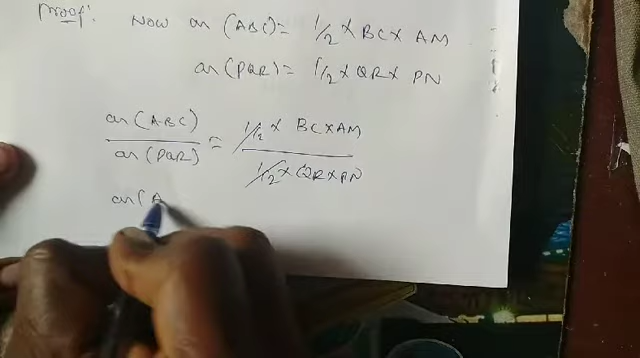 Proof: Now ar (ABC) = 1/2 × BC × AM
ar (PQR) = 1/2 × QR × PN
ar (ABC) / ar (PQR) = 1/2 × BC × AM / 1/2 × QR × PN
ar (A